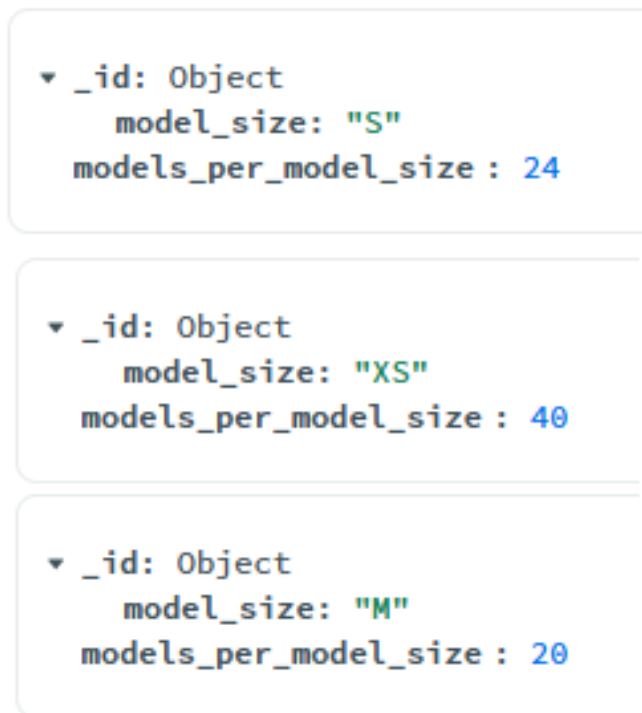 _id: Object
model_size: "S"
models_per_model_size : 24
_id: Object
model_size: "XS"
models_per_model_size : 40
_id: Object
model_size: "M"
models_per_model_size : 20